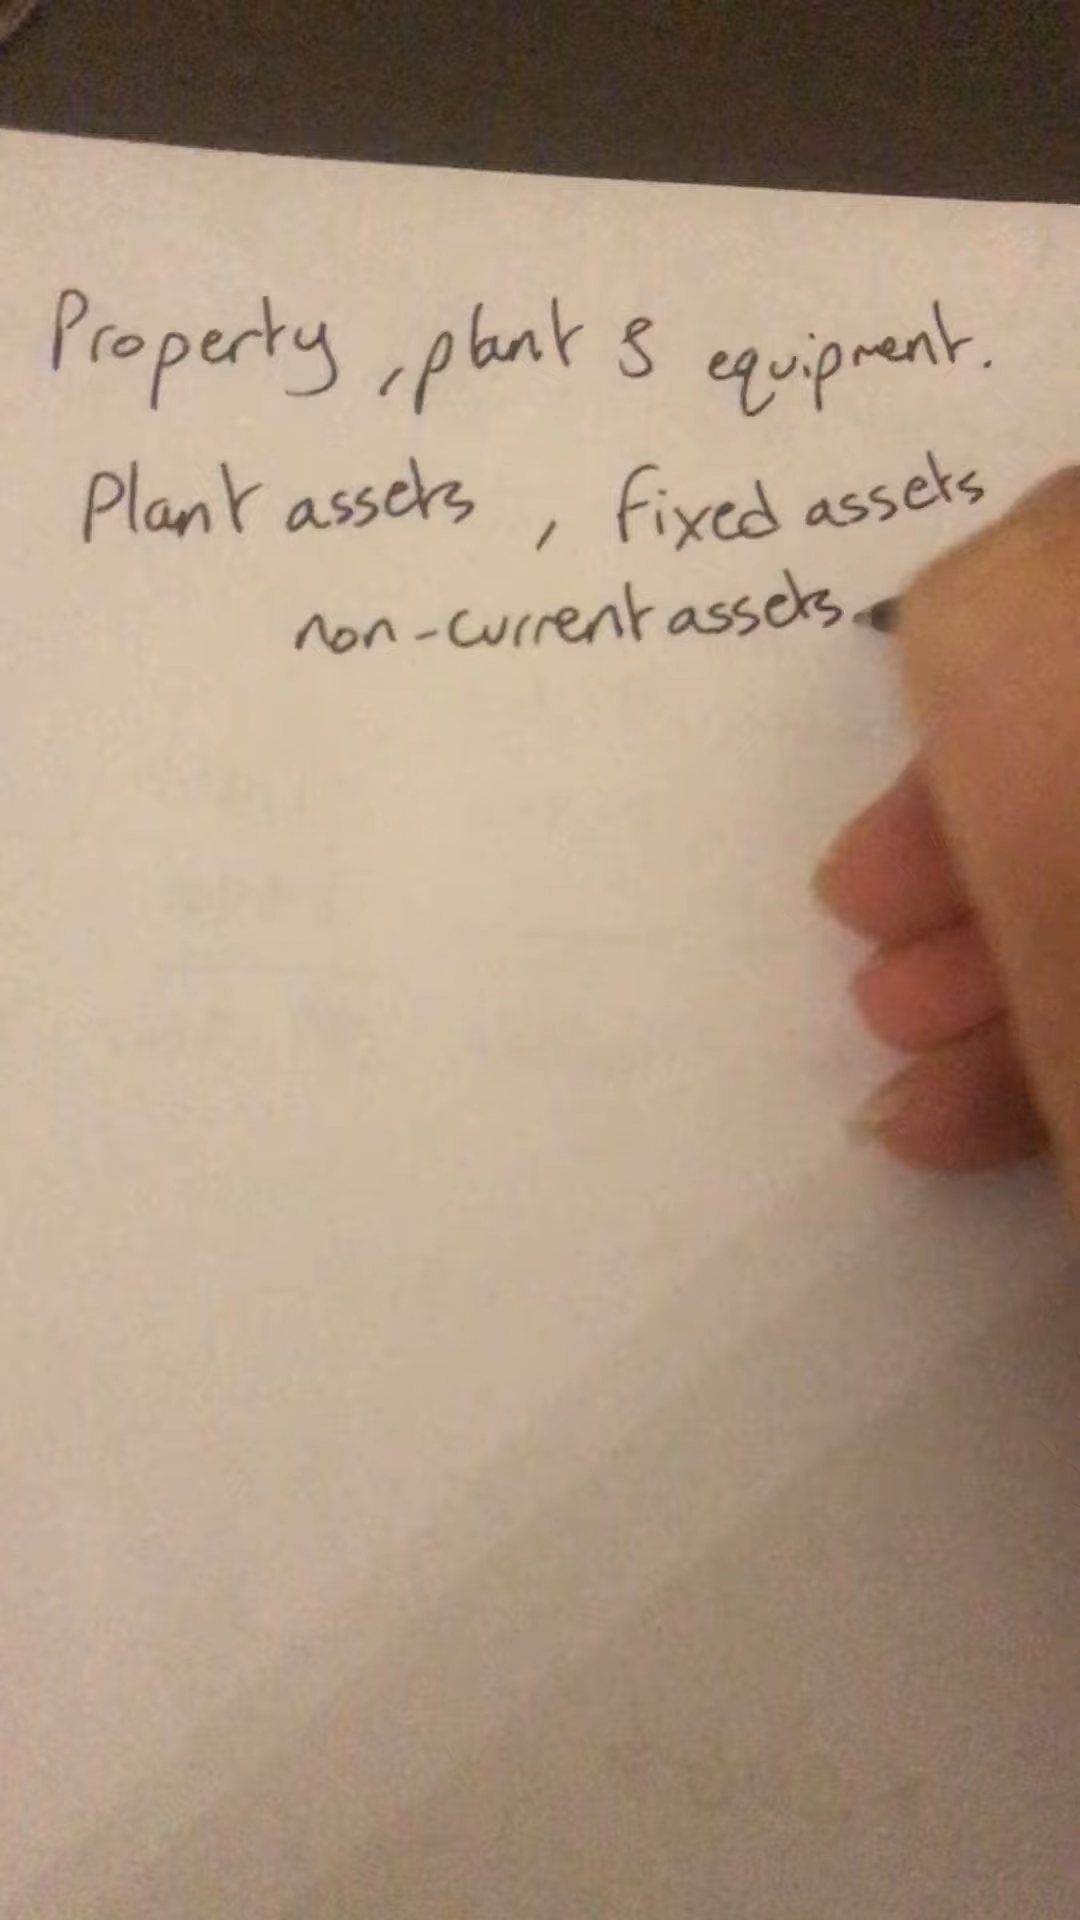 Property, plant & equipment.
Plant assets, fixed assets
non-current assets